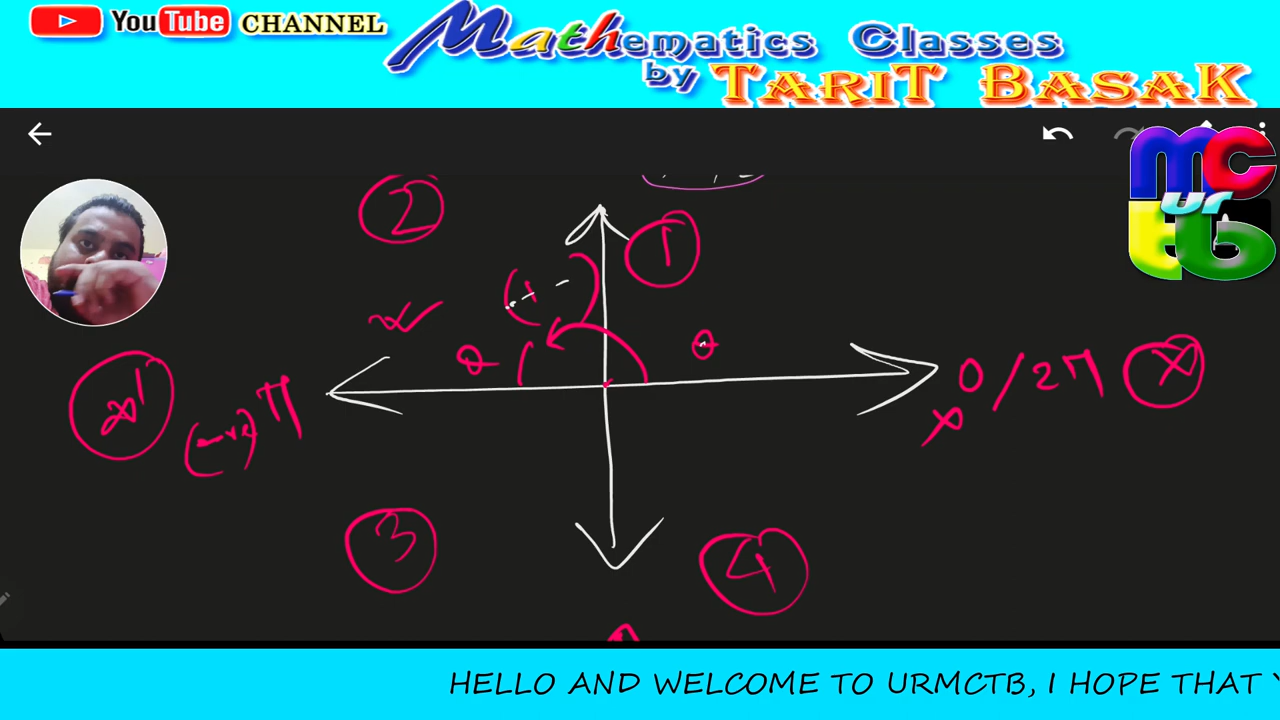 YouTube CHANNEL
Mathematics Classes
by TARIT BASAK
mc
ur
tb
2
1
θ
θ
x'
(-ve) π
0/2π
x
3
4
HELLO AND WELCOME TO URMCTB, I HOPE THAT